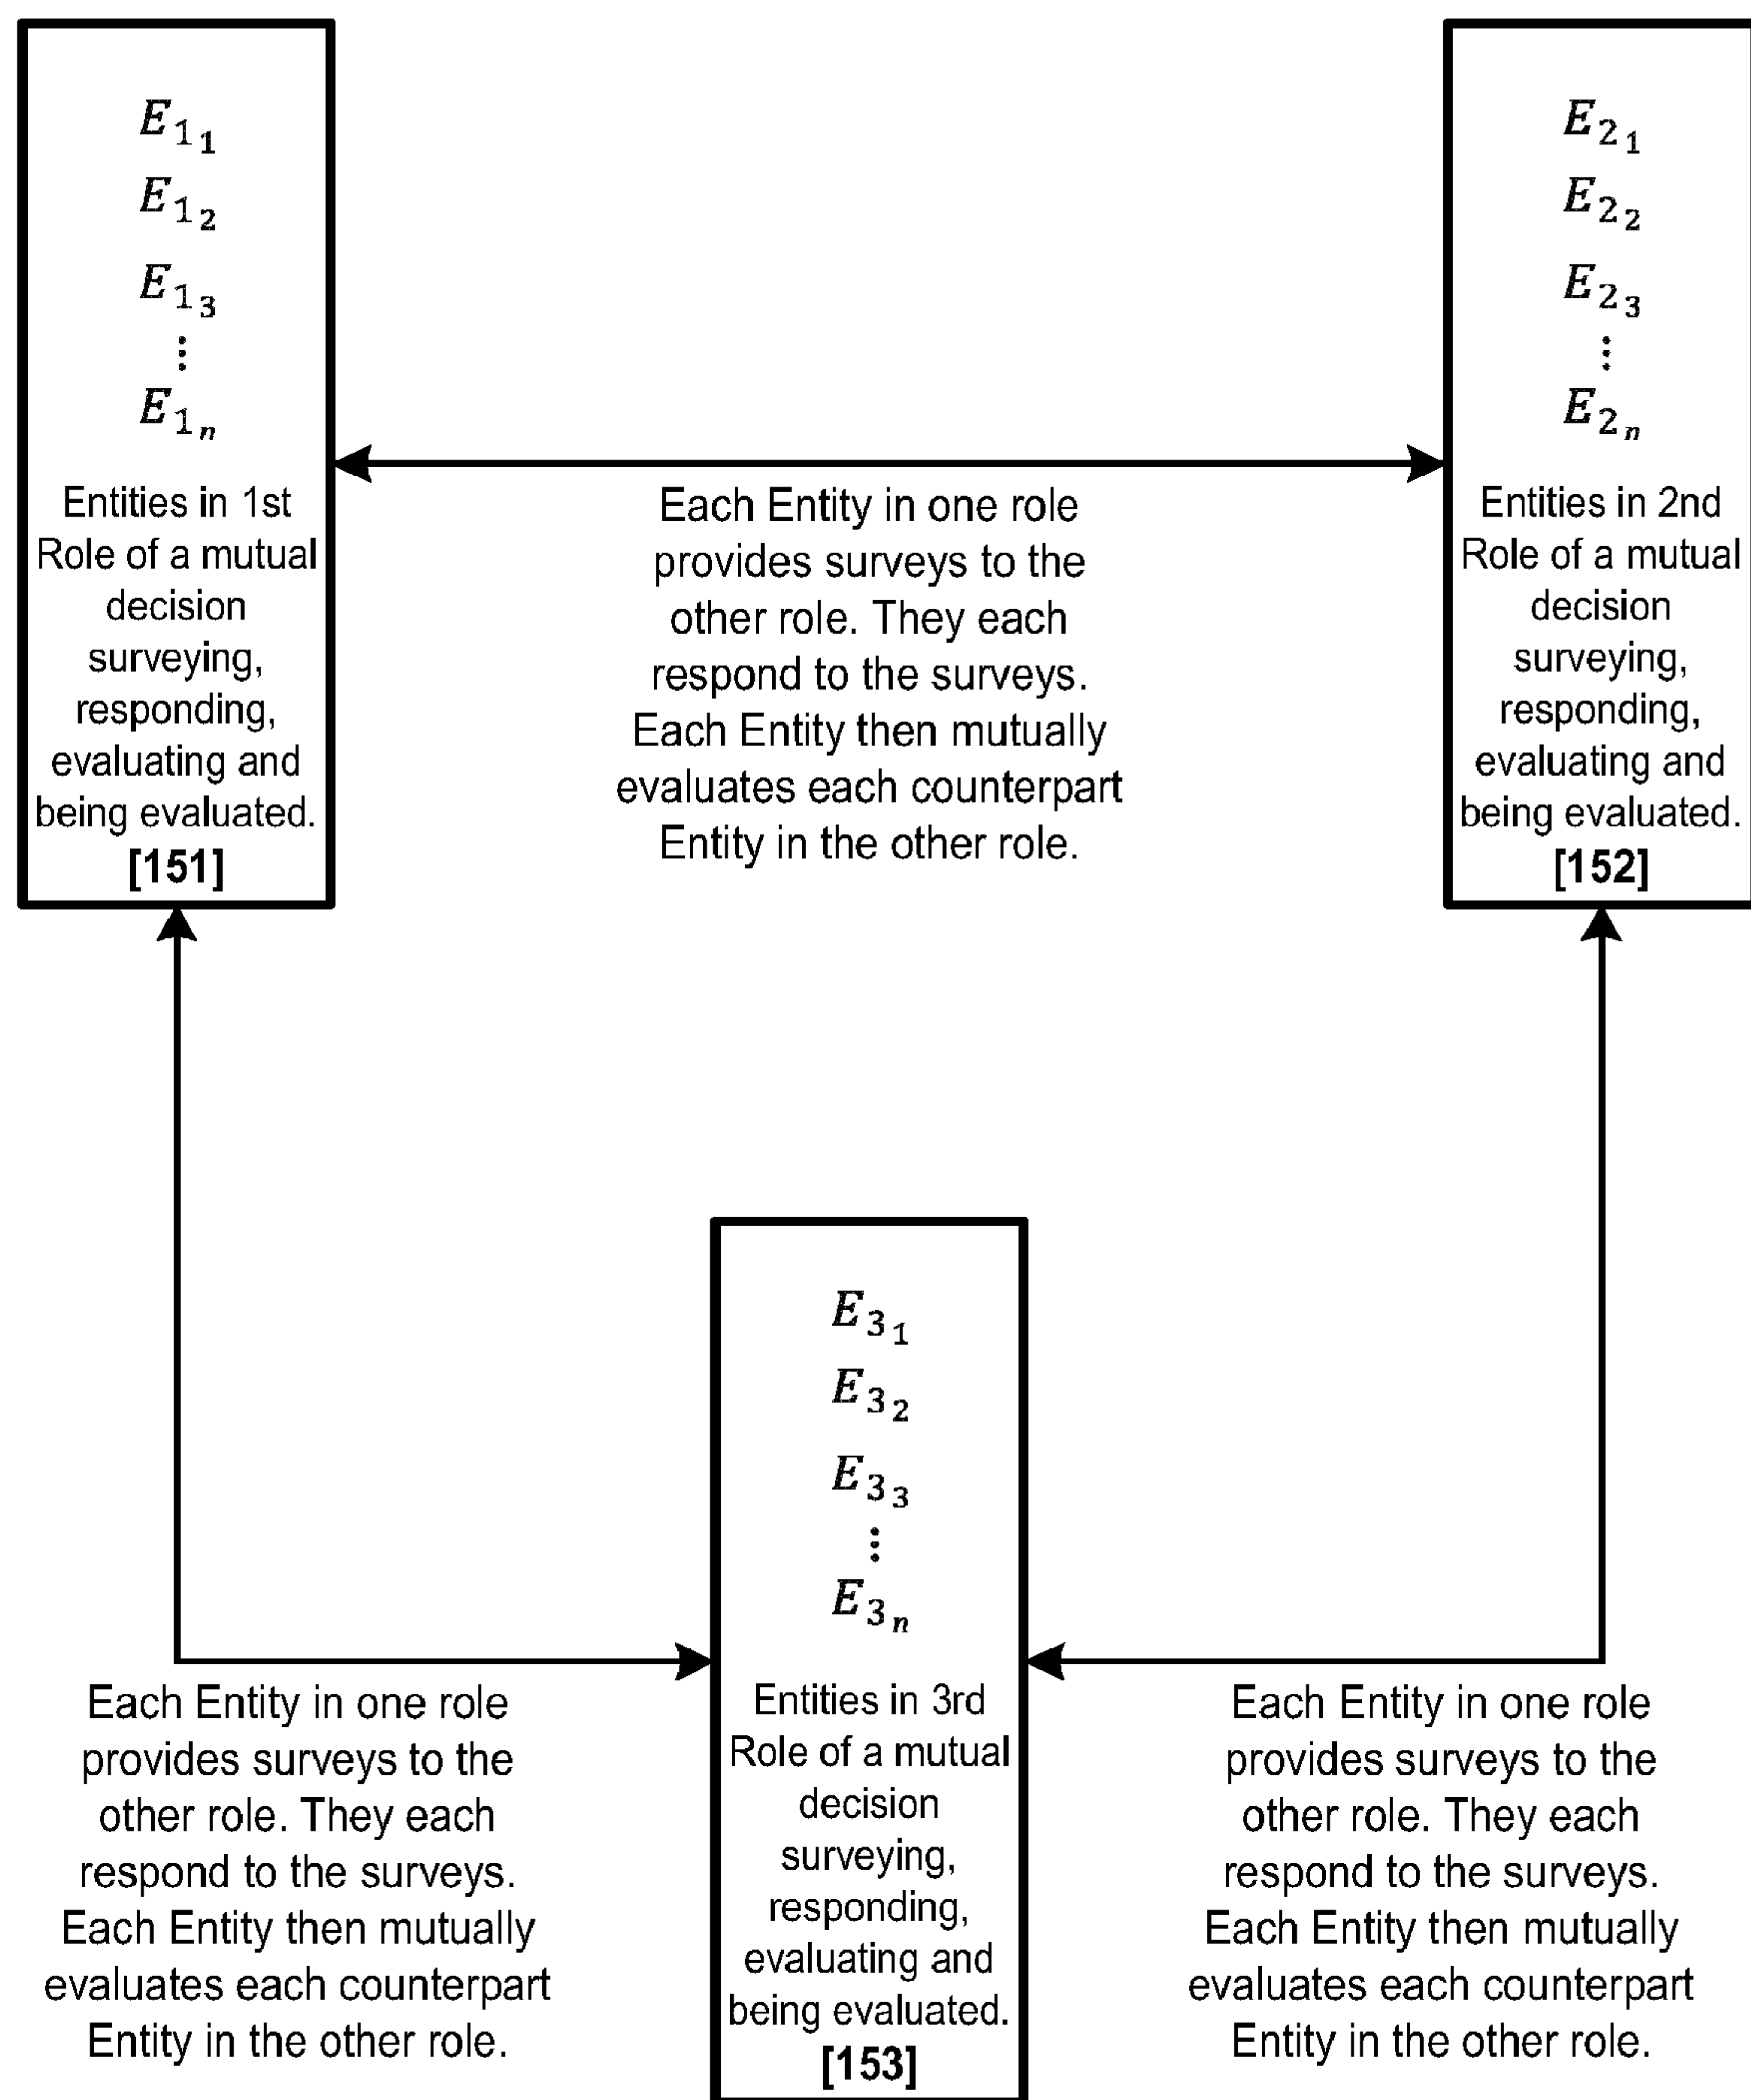 E₁₁
E₁₂
E₁₃
⋮
E₁ₙ
Entities in 1st
Role of a mutual
decision
surveying,
responding,
evaluating and
being evaluated.
[151]
Each Entity in one role
provides surveys to the
other role. They each
respond to the surveys.
Each Entity then mutually
evaluates each counterpart
Entity in the other role.
E₂₁
E₂₂
E₂₃
⋮
E₂ₙ
Entities in 2nd
Role of a mutual
decision
surveying,
responding,
evaluating and
being evaluated.
[152]
Each Entity in one role
provides surveys to the
other role. They each
respond to the surveys.
Each Entity then mutually
evaluates each counterpart
Entity in the other role.
E₃₁
E₃₂
E₃₃
⋮
E₃ₙ
Entities in 3rd
Role of a mutual
decision
surveying,
responding,
evaluating and
being evaluated.
[153]
Each Entity in one role
provides surveys to the
other role. They each
respond to the surveys.
Each Entity then mutually
evaluates each counterpart
Entity in the other role.